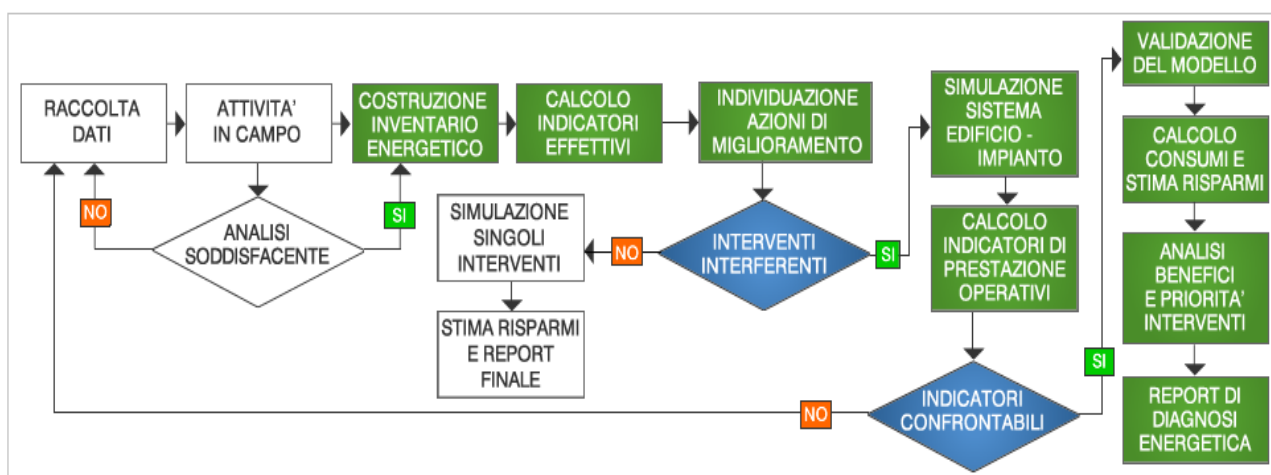 RACCOLTA
DATI
ATTIVITA'
IN CAMPO
COSTRUZIONE
INVENTARIO
ENERGETICO
CALCOLO
INDICATORI
EFFETTIVI
INDIVIDUAZIONE
AZIONI DI
MIGLIORAMENTO
SIMULAZIONE
SISTEMA
EDIFICIO -
IMPIANTO
VALIDAZIONE
DEL MODELLO
NO
ANALISI
SODDISFACENTE
SI
SIMULAZIONE
SINGOLI
INTERVENTI
NO
INTERVENTI
INTERFERENTI
SI
CALCOLO
INDICATORI DI
PRESTAZIONE
OPERATIVI
CALCOLO
CONSUMI E
STIMA RISPARMI
STIMA RISPARMI
E REPORT
FINALE
ANALISI
BENEFICI
E PRIORITA'
INTERVENTI
NO
INDICATORI
CONFRONTABILI
SI
REPORT DI
DIAGNOSI
ENERGETICA